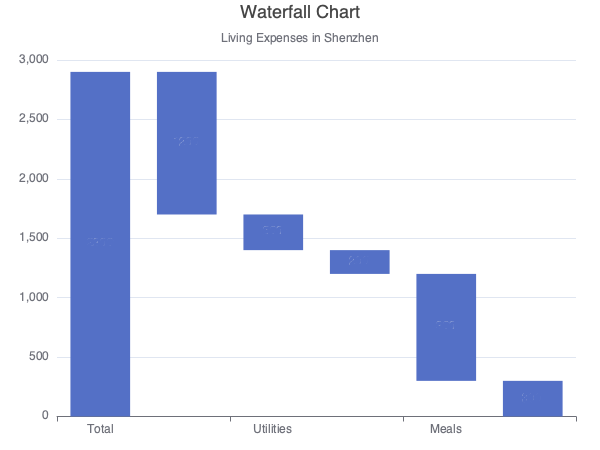 Waterfall Chart
Living Expenses in Shenzhen
3,000
2,500
2,000
1,500
1,000
500
0
Total
Utilities
Meals